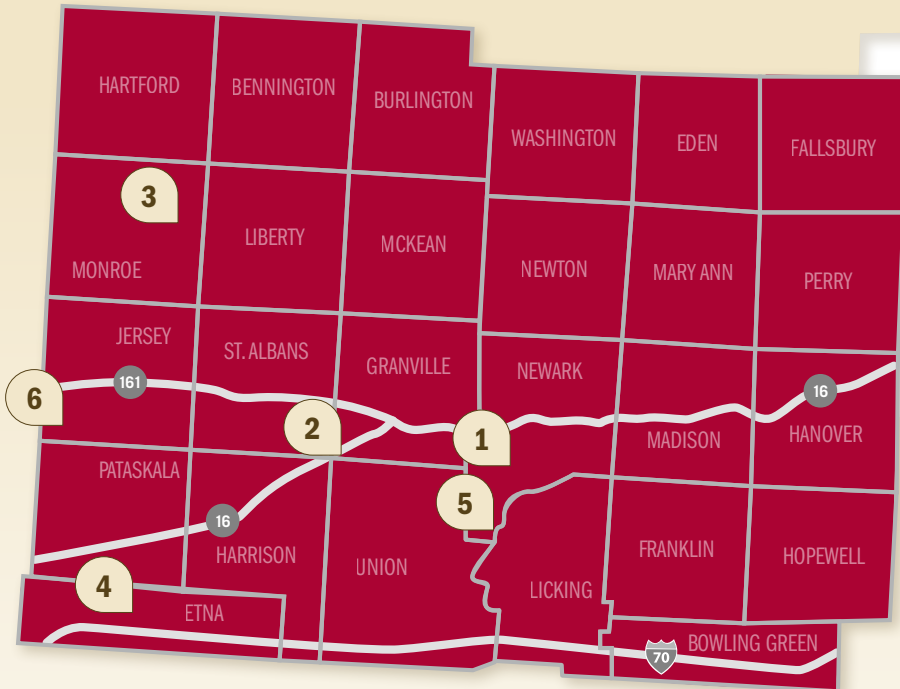 HARTFORD
BENNINGTON
BURLINGTON
WASHINGTON
EDEN
FALLSBURY
3
MONROE
LIBERTY
MCKEAN
NEWTON
MARY ANN
PERRY
JERSEY
ST. ALBANS
GRANVILLE
NEWARK
161
16
6
2
1
MADISON
HANOVER
PATASKALA
5
16
HARRISON
UNION
FRANKLIN
HOPEWELL
4
LICKING
ETNA
BOWLING GREEN
70